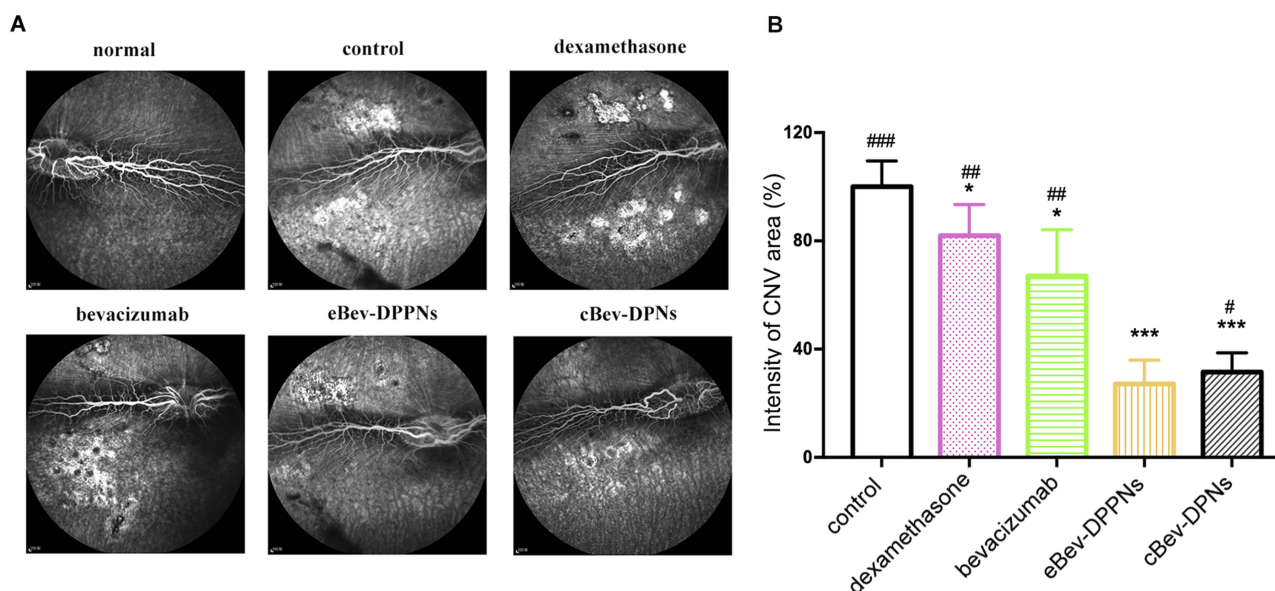 A
normal
control
dexamethasone
bevacizumab
eBev-DPPNs
cBev-DPNs
B
Intensity of CNV area (%)
120
80
40
0
###
##
*
##
*
***
#
***
control
dexamethasone
bevacizumab
eBev-DPPNs
cBev-DPNs